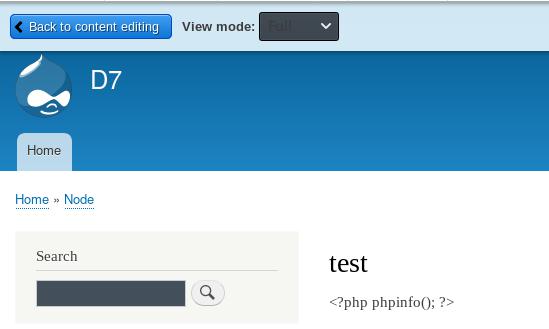 Back to content editing View mode: Full
D7
Home
Home » Node
Search
test
<?php phpinfo(); ?>